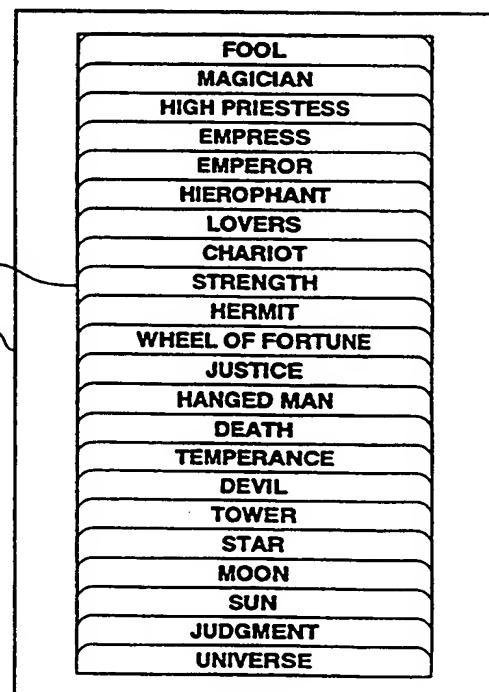 FOOL
MAGICIAN
HIGH PRIESTESS
EMPRESS
EMPEROR
HIEROPHANT
LOVERS
CHARIOT
STRENGTH
HERMIT
WHEEL OF FORTUNE
JUSTICE
HANGED MAN
DEATH
TEMPERANCE
DEVIL
TOWER
STAR
MOON
SUN
JUDGMENT
UNIVERSE